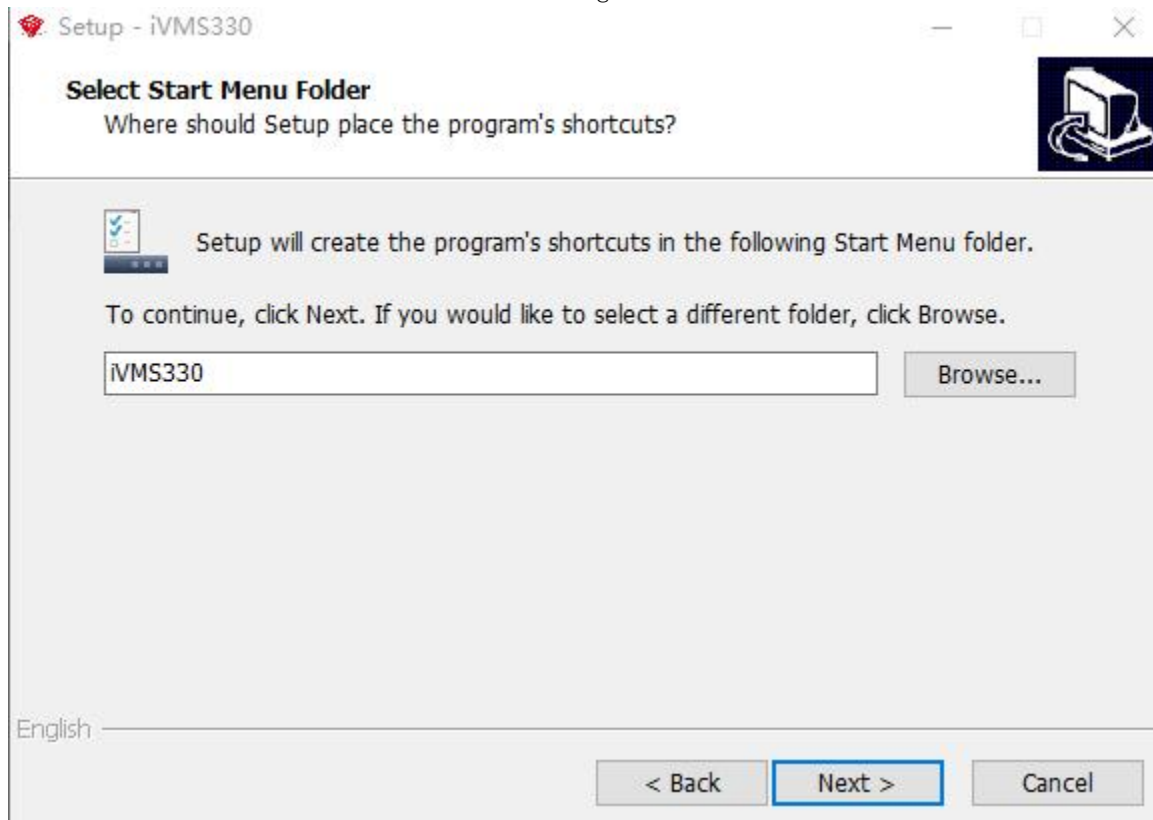 Setup - iVMS330
Select Start Menu Folder
Where should Setup place the program's shortcuts?
Setup will create the program's shortcuts in the following Start Menu folder.
To continue, click Next. If you would like to select a different folder, click Browse.
iVMS330
Browse...
English
< Back
Next >
Cancel